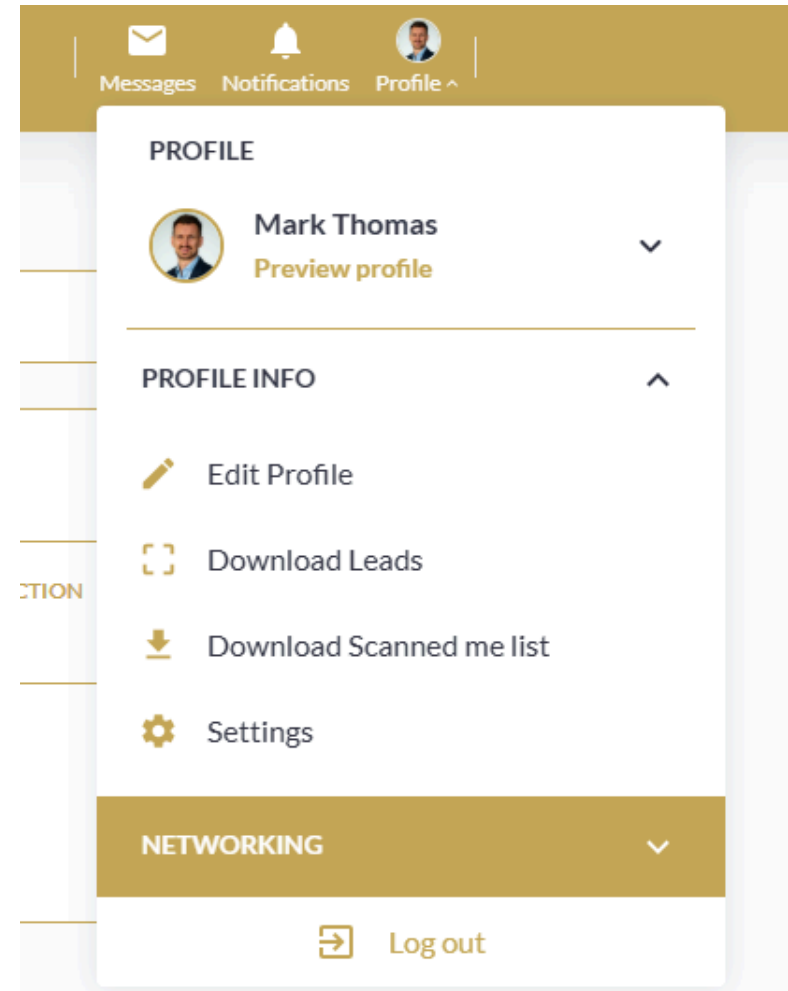 Messages Notifications Profile
PROFILE
Mark Thomas
Preview profile
PROFILE INFO
Edit Profile
Download Leads
CTION
Download Scanned me list
Settings
NETWORKING
Log out